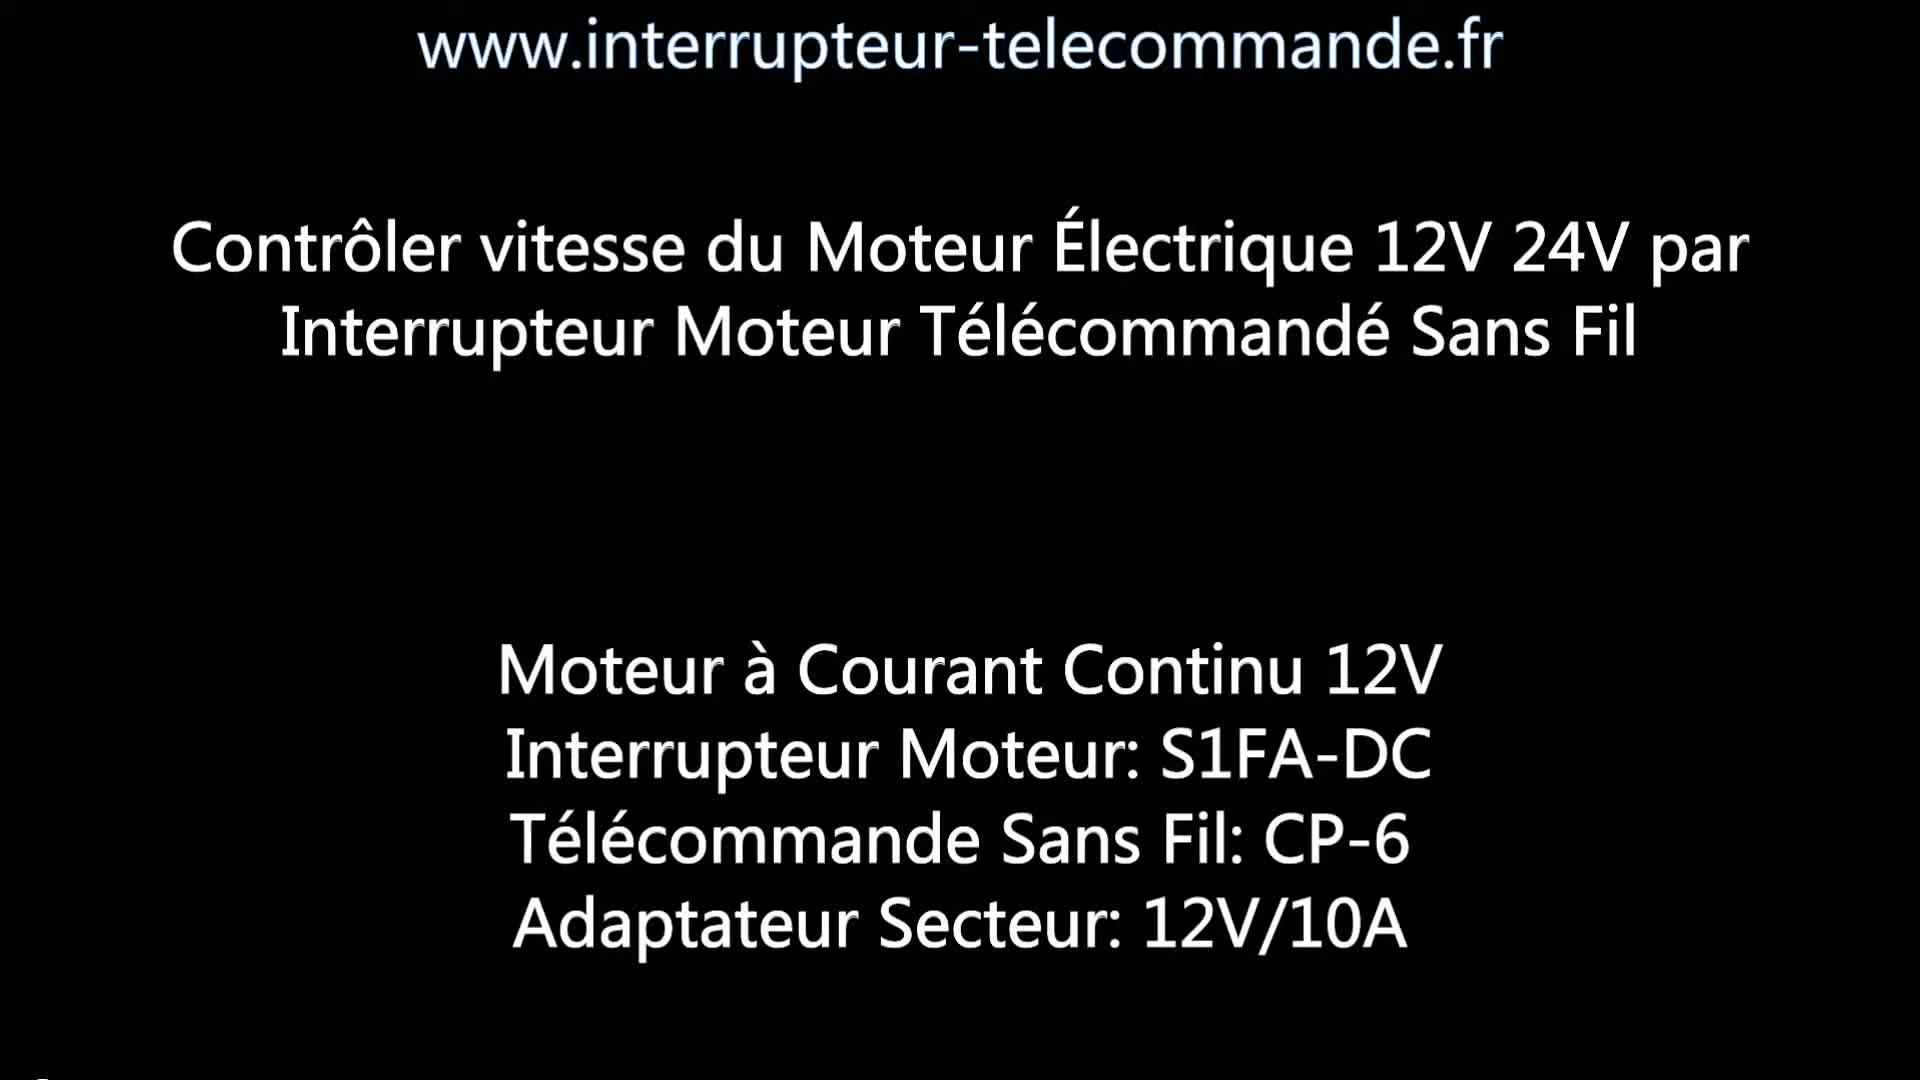 www.interrupteur-telecommande.fr
Contrôler vitesse du Moteur Électrique 12V 24V par
Interrupteur Moteur Télécommandé Sans Fil
Moteur à Courant Continu 12V
Interrupteur Moteur: S1FA-DC
Télécommande Sans Fil: CP-6
Adaptateur Secteur: 12V/10A